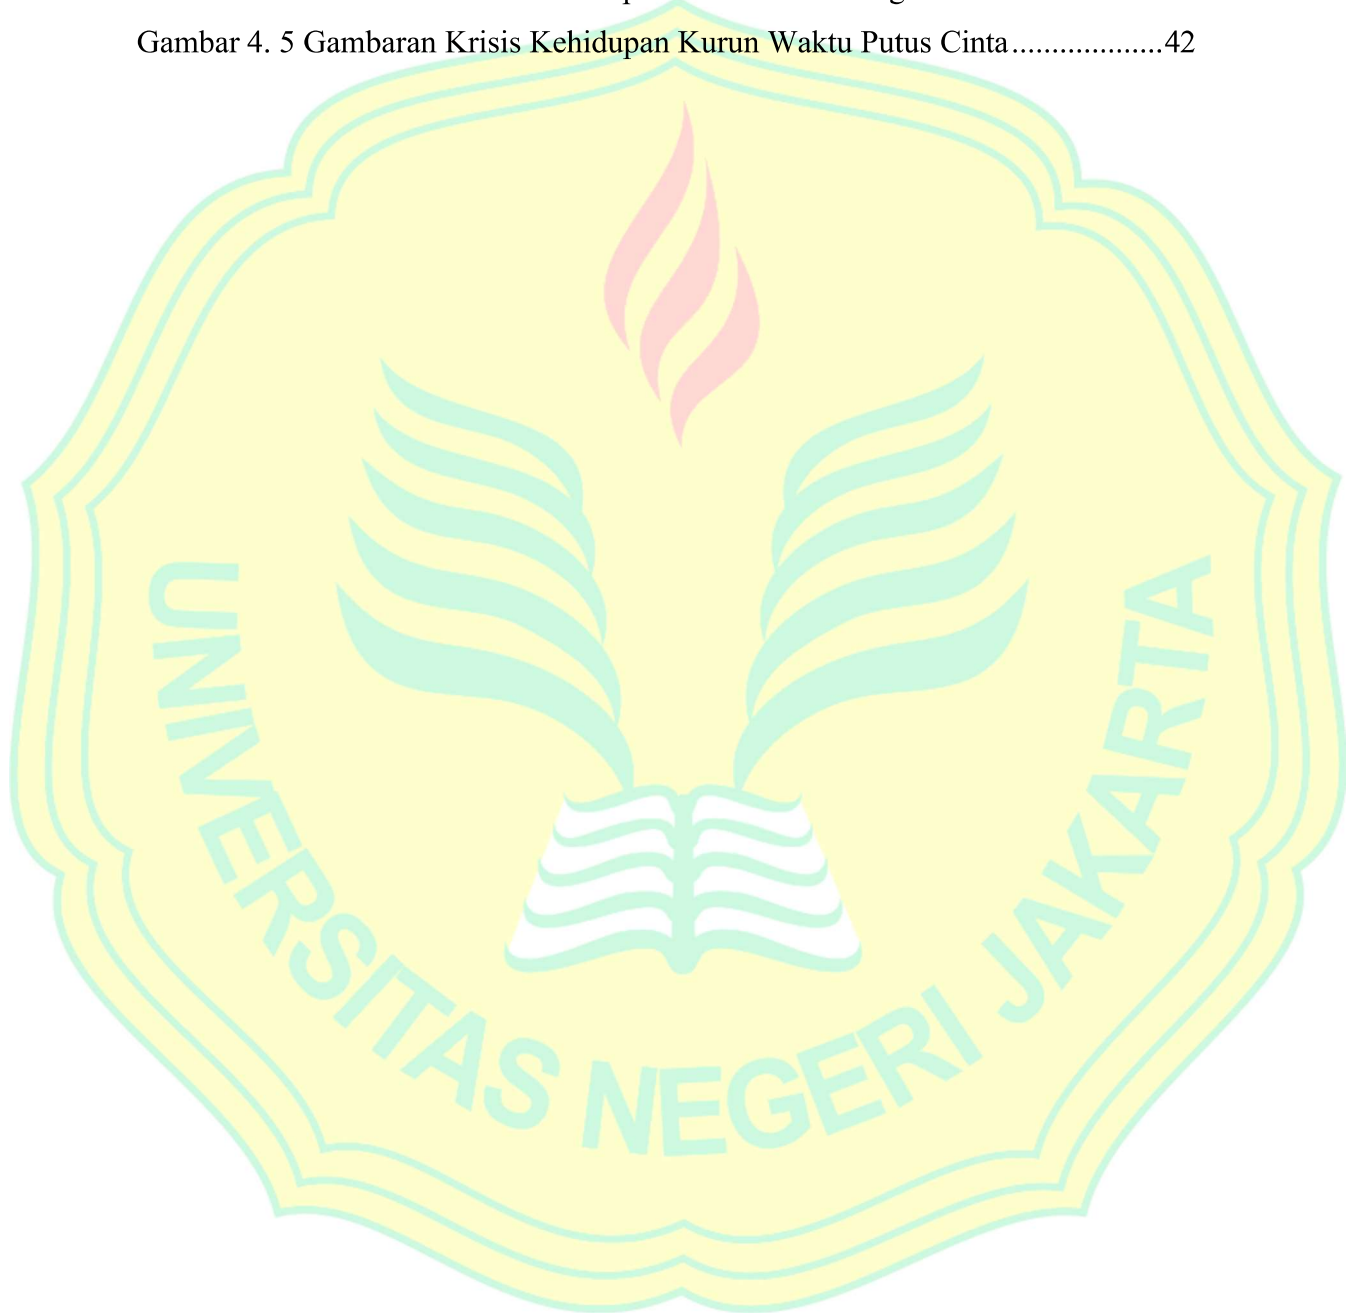 Gambar 4. 5 Gambaran Krisis Kehidupan Kurun Waktu Putus Cinta...................42
UNIVERSITAS NEGERI JAKARTA